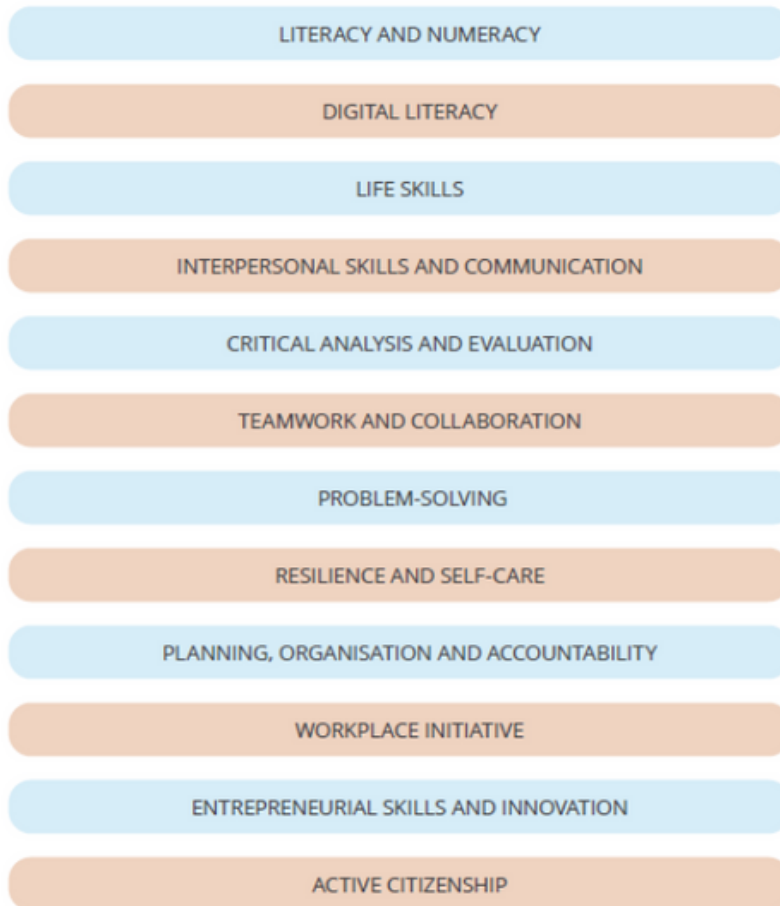 LITERACY AND NUMERACY
DIGITAL LITERACY
LIFE SKILLS
INTERPERSONAL SKILLS AND COMMUNICATION
CRITICAL ANALYSIS AND EVALUATION
TEAMWORK AND COLLABORATION
PROBLEM-SOLVING
RESILIENCE AND SELF-CARE
PLANNING, ORGANISATION AND ACCOUNTABILITY
WORKPLACE INITIATIVE
ENTREPRENEURIAL SKILLS AND INNOVATION
ACTIVE CITIZENSHIP